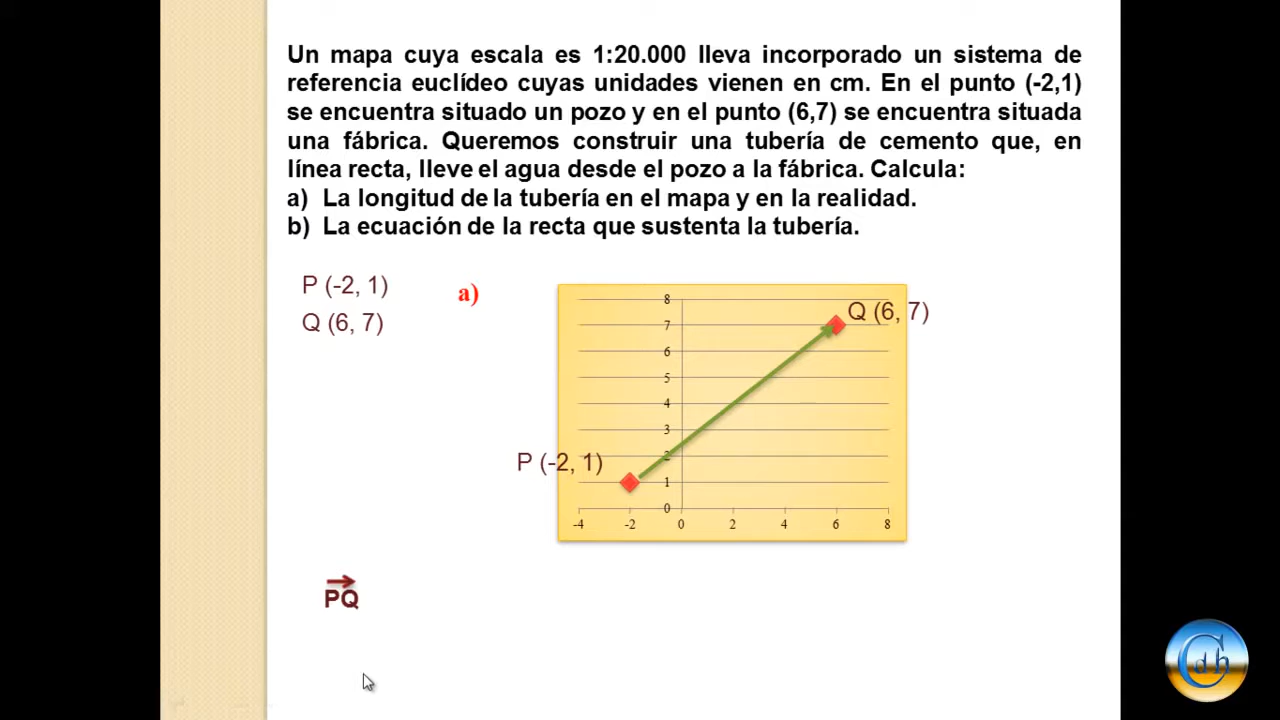 Un mapa cuya escala es 1:20.000 lleva incorporado un sistema de
referencia euclídeo cuyas unidades vienen en cm. En el punto (-2,1)
se encuentra situado un pozo y en el punto (6,7) se encuentra situada
una fábrica. Queremos construir una tubería de cemento que, en
línea recta, lleve el agua desde el pozo a la fábrica. Calcula:
a) La longitud de la tubería en el mapa y en la realidad.
b) La ecuación de la recta que sustenta la tubería.
P (-2, 1)
a)
Q (6, 7)
8
Q (6, 7)
7
6
5
4
3
2
P (-2, 1)
1
0
-4 -2 0 2 4 6 8
PQ
C d h